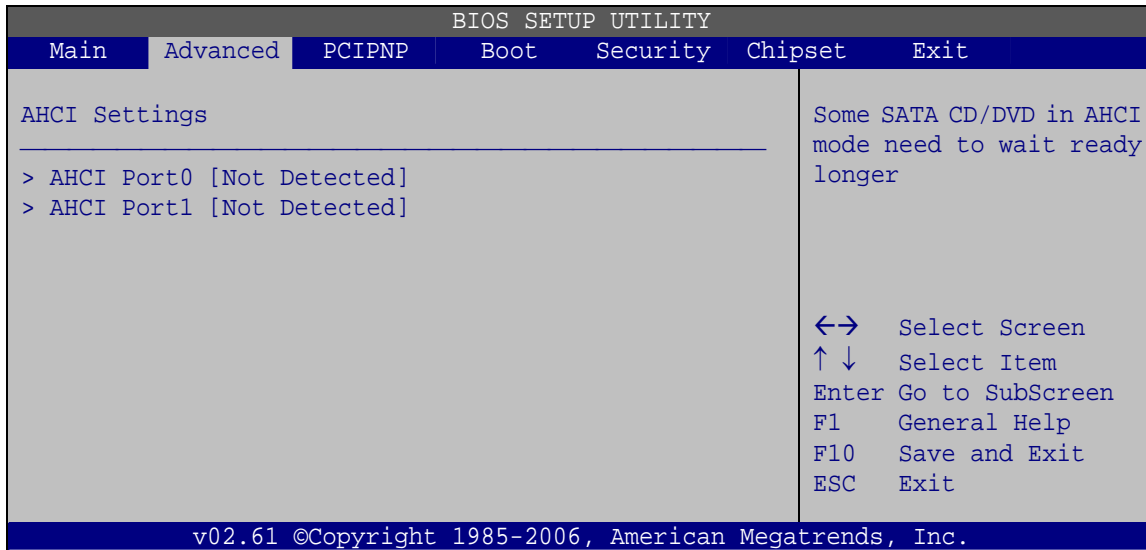 BIOS SETUP UTILITY
Main Advanced PCIPNP Boot Security Chipset Exit
AHCI Settings
> AHCI Port0 [Not Detected]
> AHCI Port1 [Not Detected]
Some SATA CD/DVD in AHCI
mode need to wait ready
longer
←→ Select Screen
↑ ↓ Select Item
Enter Go to SubScreen
F1 General Help
F10 Save and Exit
ESC Exit
v02.61 ©Copyright 1985-2006, American Megatrends, Inc.